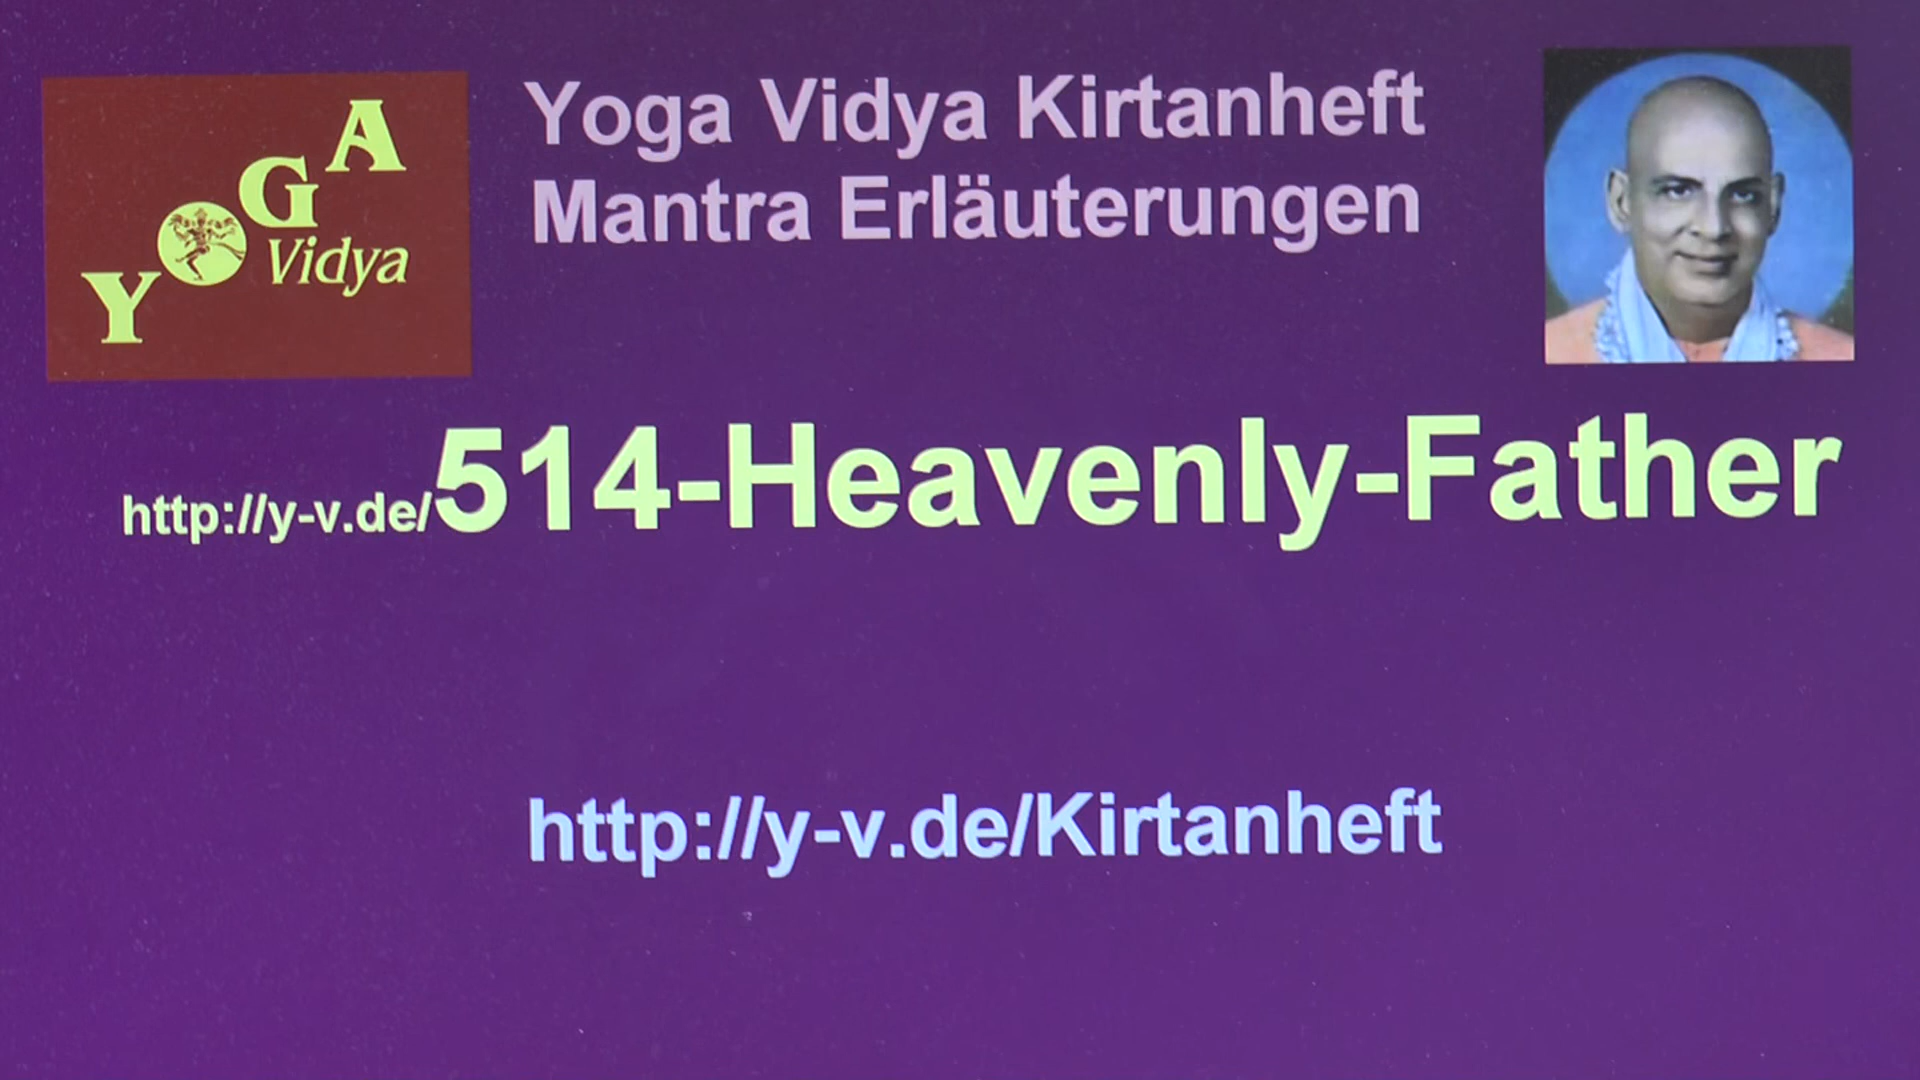 YOGA Vidya
Yoga Vidya Kirtanheft
Mantra Erläuterungen
http://y-v.de/514-Heavenly-Father
http://y-v.de/Kirtanheft